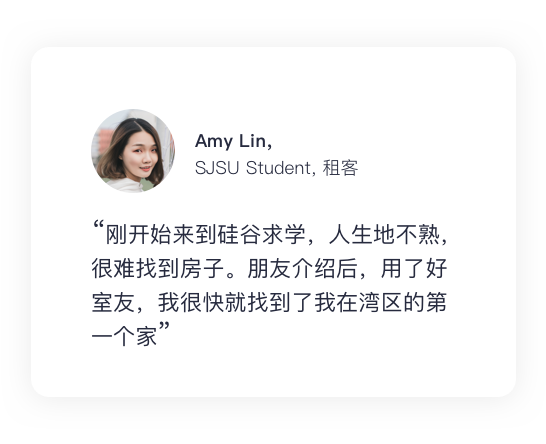 Amy Lin,
SJSU Student, 租客
“刚开始来到硅谷求学，人生地不熟，
很难找到房子。朋友介绍后，用了好
室友，我很快就找到了我在湾区的第
一个家”